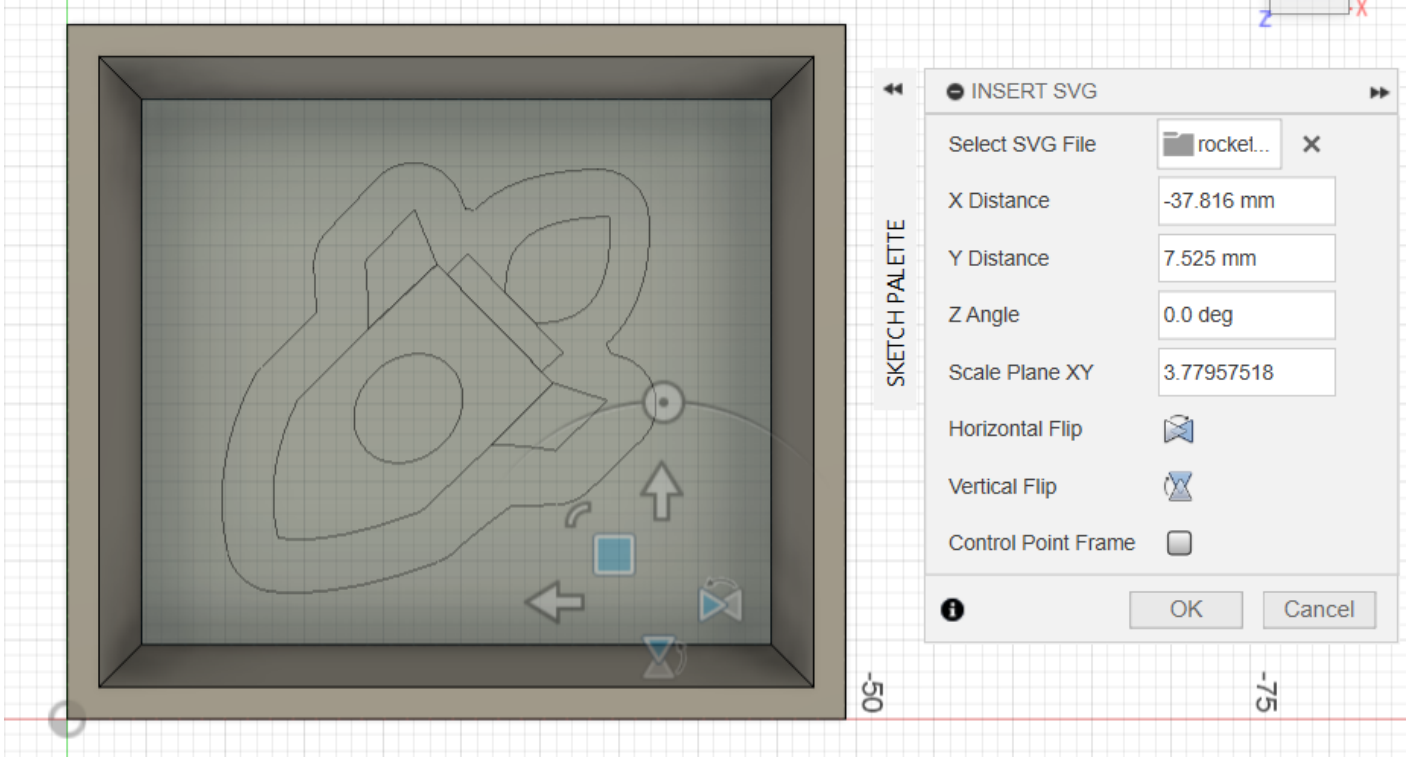 Z
X
INSERT SVG
Select SVG File
rocket...
X Distance
-37.816 mm
Y Distance
7.525 mm
Z Angle
0.0 deg
Scale Plane XY
3.77957518
Horizontal Flip
Vertical Flip
Control Point Frame
OK
Cancel
SKETCH PALETTE
-50
-75